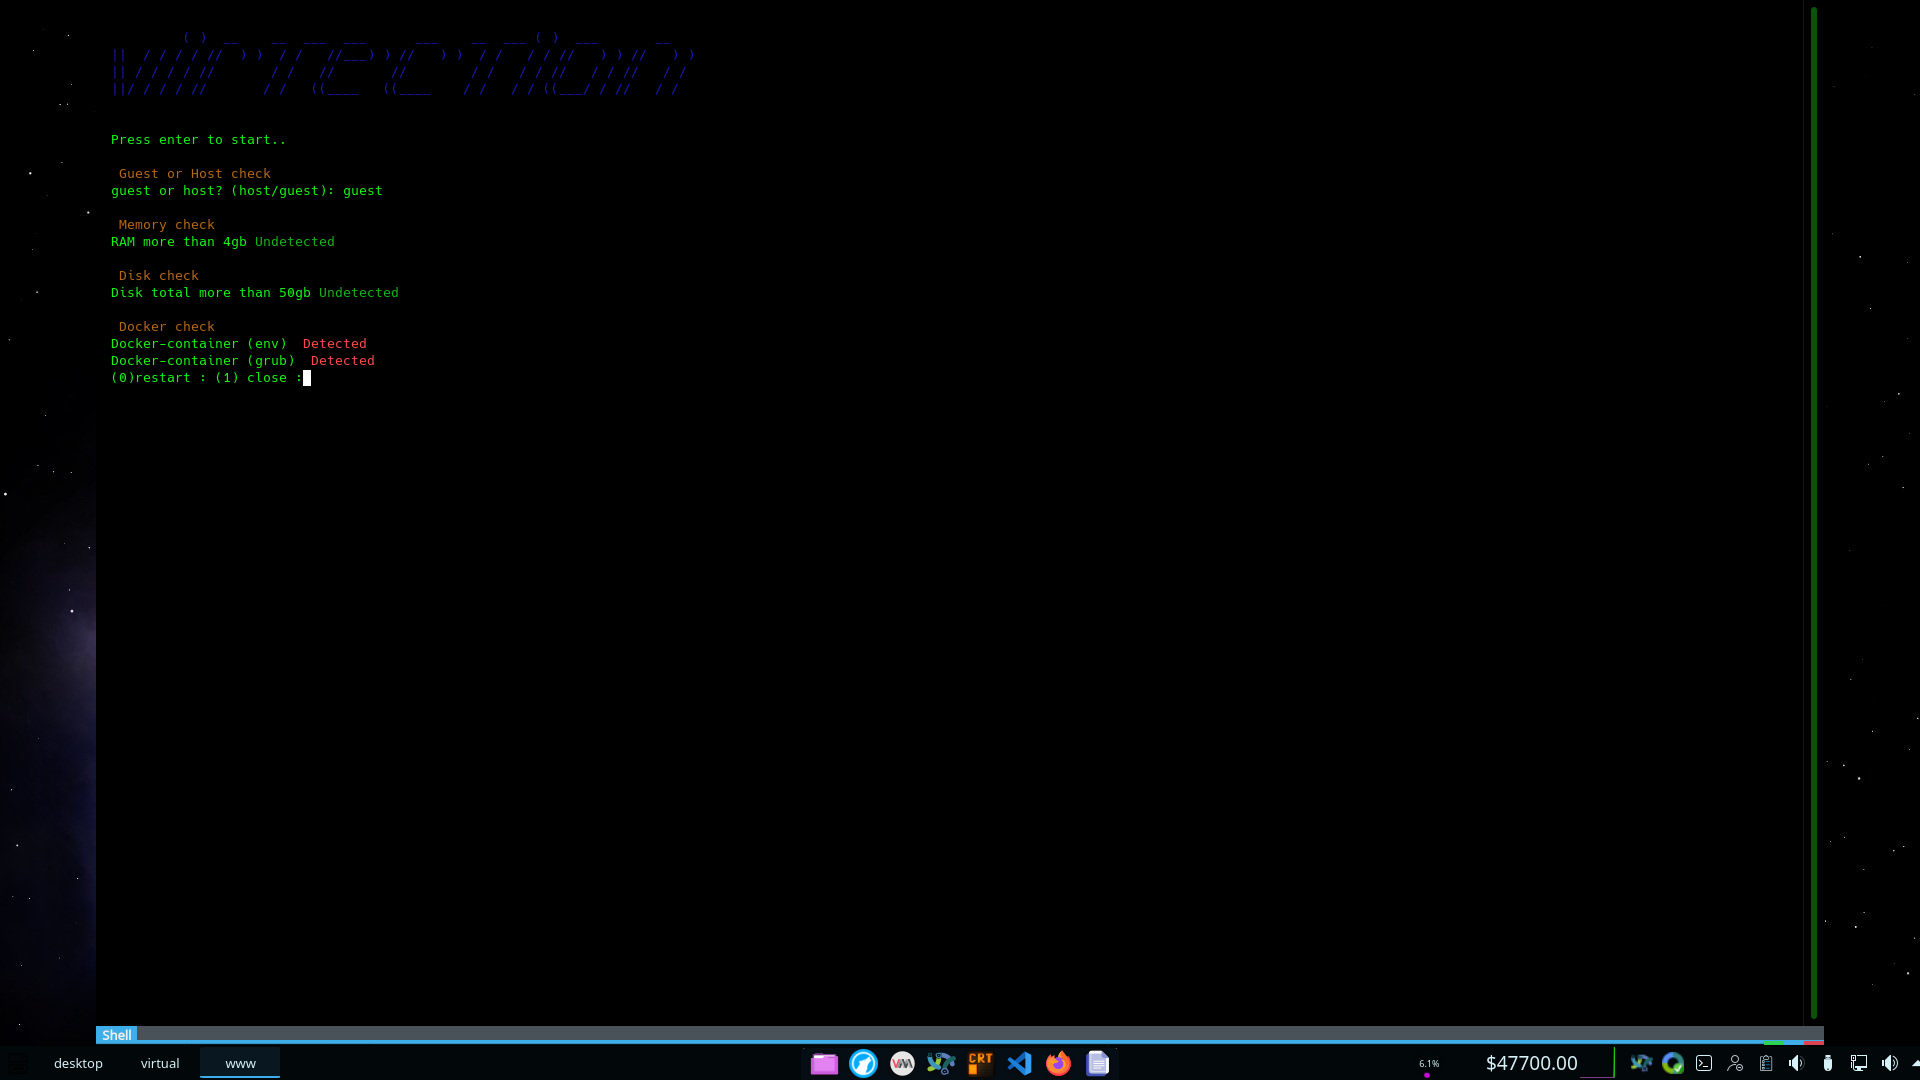 virtection
Press enter to start..
Guest or Host check
guest or host? (host/guest): guest
Memory check
RAM more than 4gb Undetected
Disk check
Disk total more than 50gb Undetected
Docker check
Docker-container (env)  Detected
Docker-container (grub)  Detected
(0)restart : (1) close :
Shell
desktop
virtual
www
CRT
6.1%
$47700.00